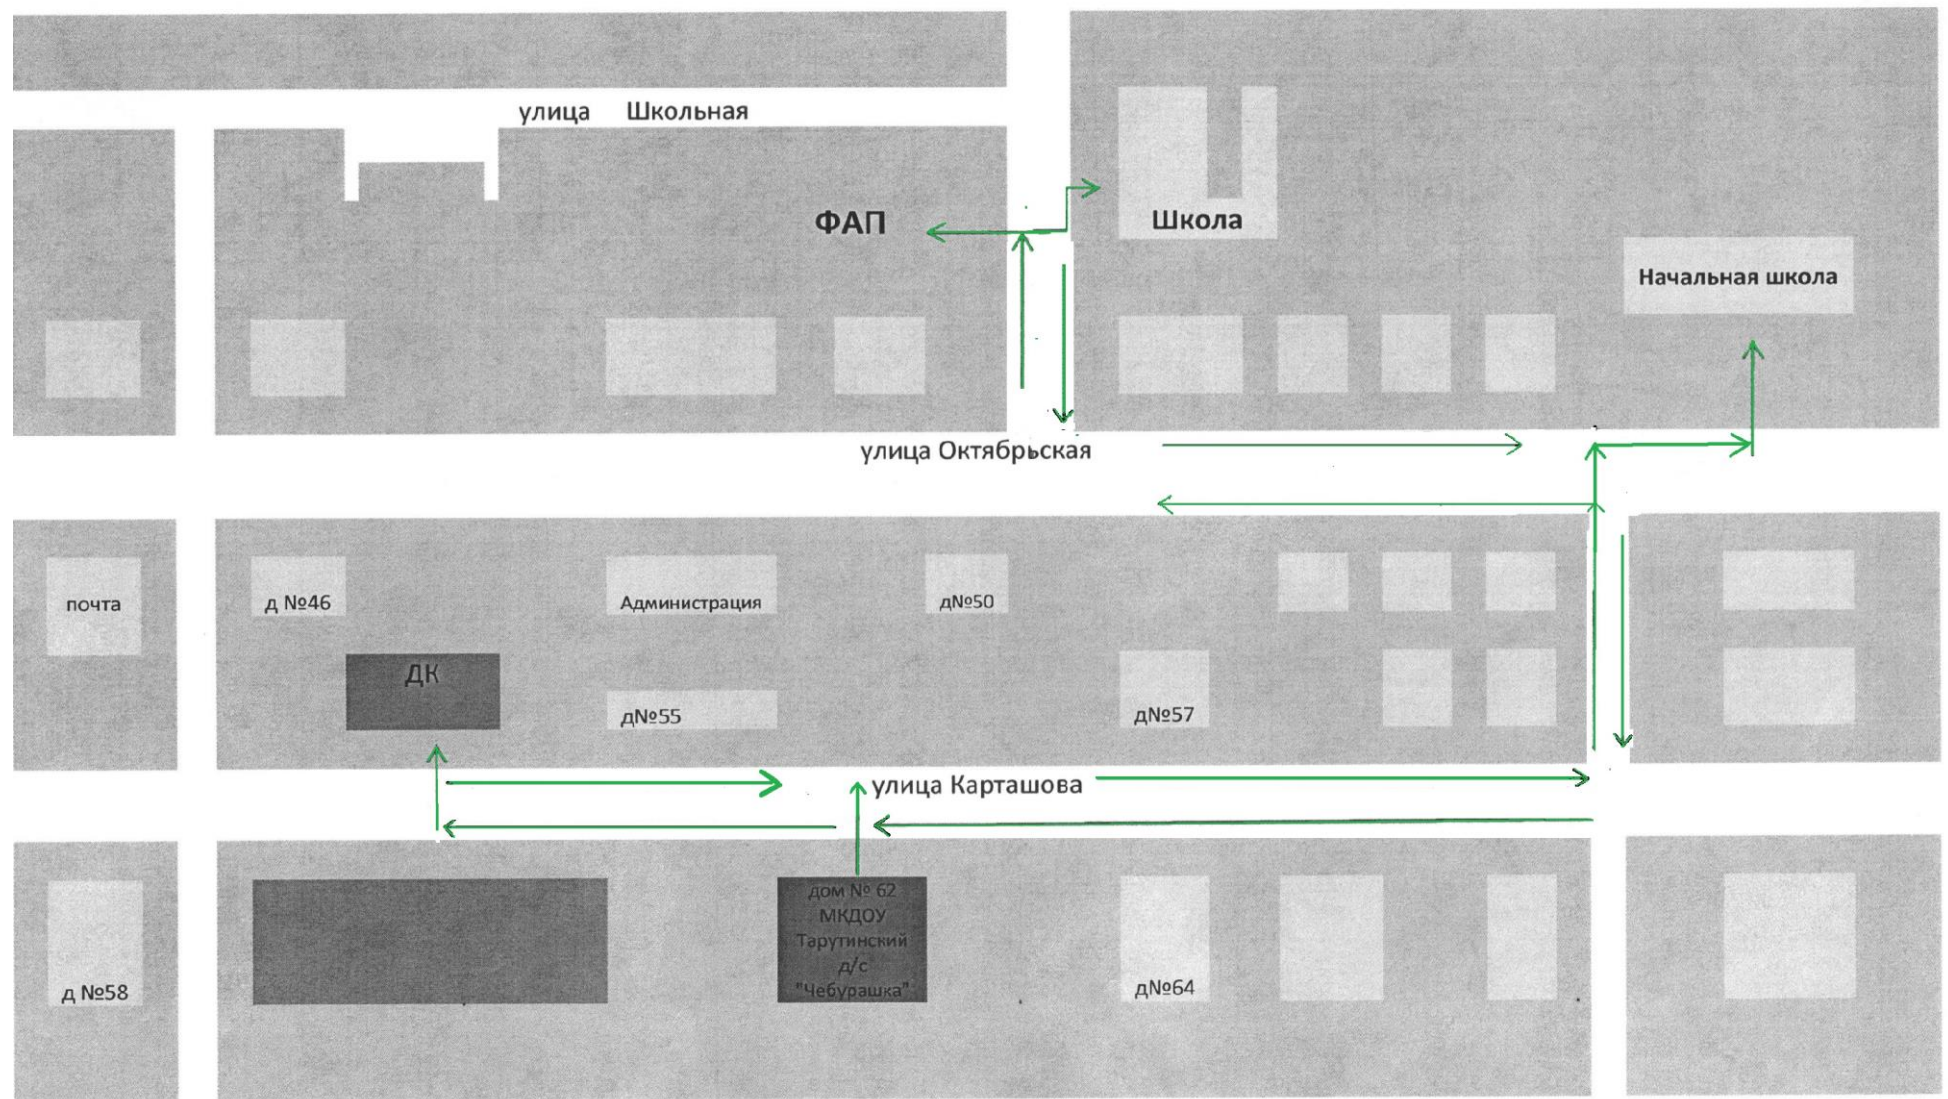 улица Школьная
ФАП
Школа
Начальная школа
улица Октябрьская
почта
д №46
Администрация
д№50
ДК
д№55
д№57
улица Карташова
дом № 62
МКДОУ
Тарутинский
д/с
"Чебурашка"
д №58
д№64